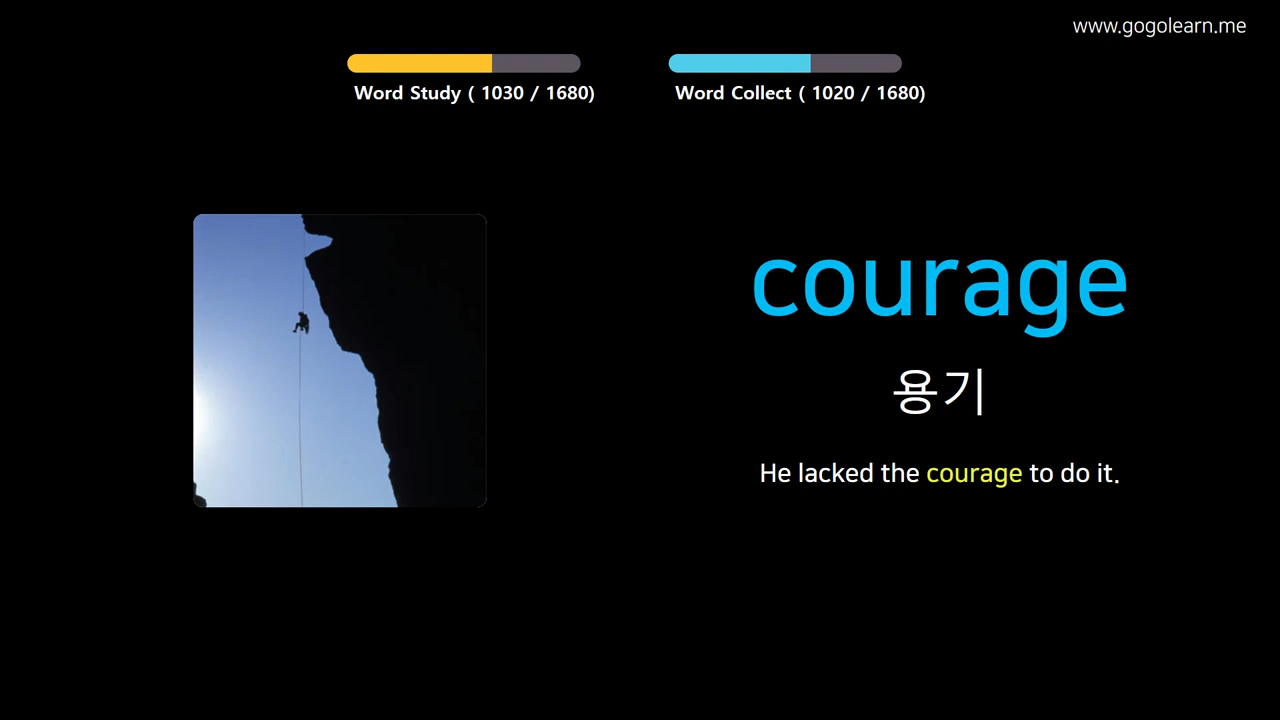 www.gogolearn.me
Word Study ( 1030 / 1680)
Word Collect ( 1020 / 1680)
courage
용기
He lacked the courage to do it.